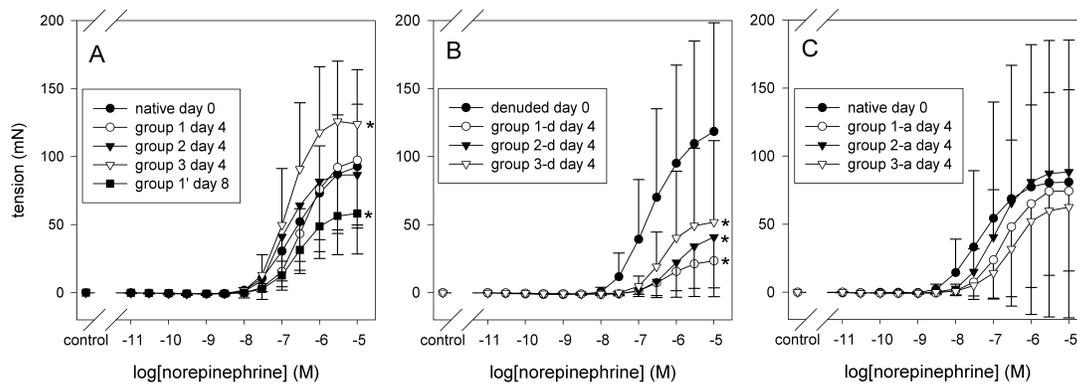 200
150
100
50
0
tension (mN)
A
native day 0
group 1 day 4
group 2 day 4
group 3 day 4
group 1' day 8
*
*
control -11 -10 -9 -8 -7 -6 -5
log[norepinephrine] (M)
200
150
100
50
0
B
denuded day 0
group 1-d day 4
group 2-d day 4
group 3-d day 4
*
*
*
control -11 -10 -9 -8 -7 -6 -5
log[norepinephrine] (M)
200
150
100
50
0
C
native day 0
group 1-a day 4
group 2-a day 4
group 3-a day 4
control -11 -10 -9 -8 -7 -6 -5
log[norepinephrine] (M)